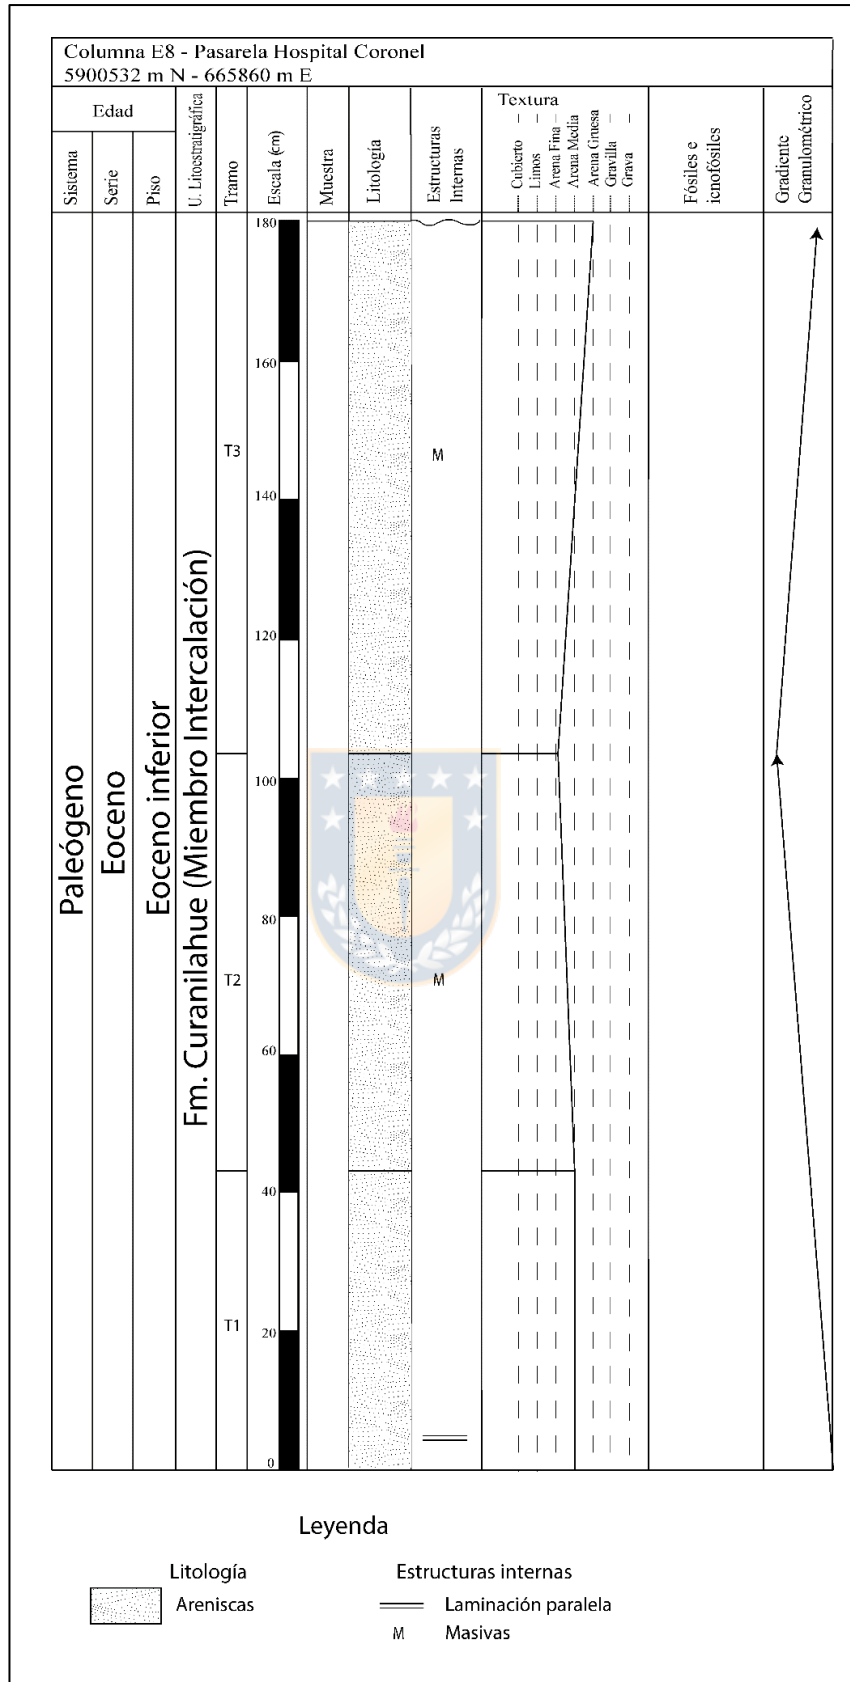 Columna E8 - Pasarela Hospital Coronel
5900532 m N - 665860 m E
Edad
Sistema
Serie
Piso
U. Litoestratigráfica
Tramo
Escala (cm)
Muestra
Litología
Estructuras
Internas
Textura
Cubierto
Limos
Arena Fina
Arena Media
Arena Gruesa
Gravilla
Grava
Fósiles e
icnofósiles
Gradiente
Granulométrico
Paleógeno
Eoceno
Eoceno inferior
Fm. Curanilahue (Miembro Intercalación)
180
160
T3
M
140
120
100
80
T2
M
60
40
T1
20
0
Leyenda
Litología
Areniscas
Estructuras internas
Laminación paralela
M Masivas